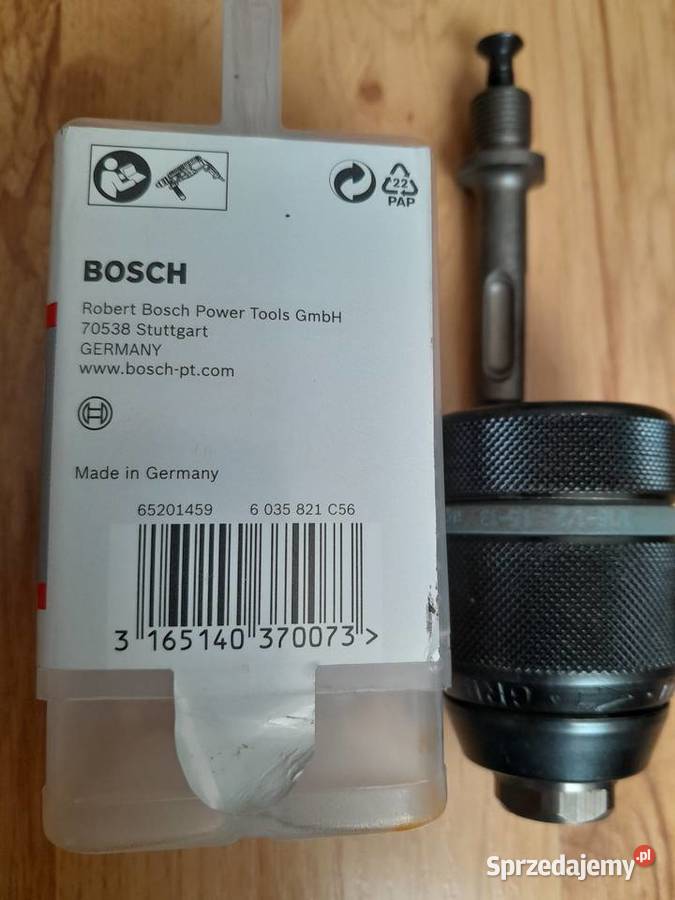 22
PAP
BOSCH
Robert Bosch Power Tools GmbH
70538 Stuttgart
GERMANY
www.bosch-pt.com
Made in Germany
65201459 6 035 821 C56
3 165140 370073 >
Sprzedajemy.pl